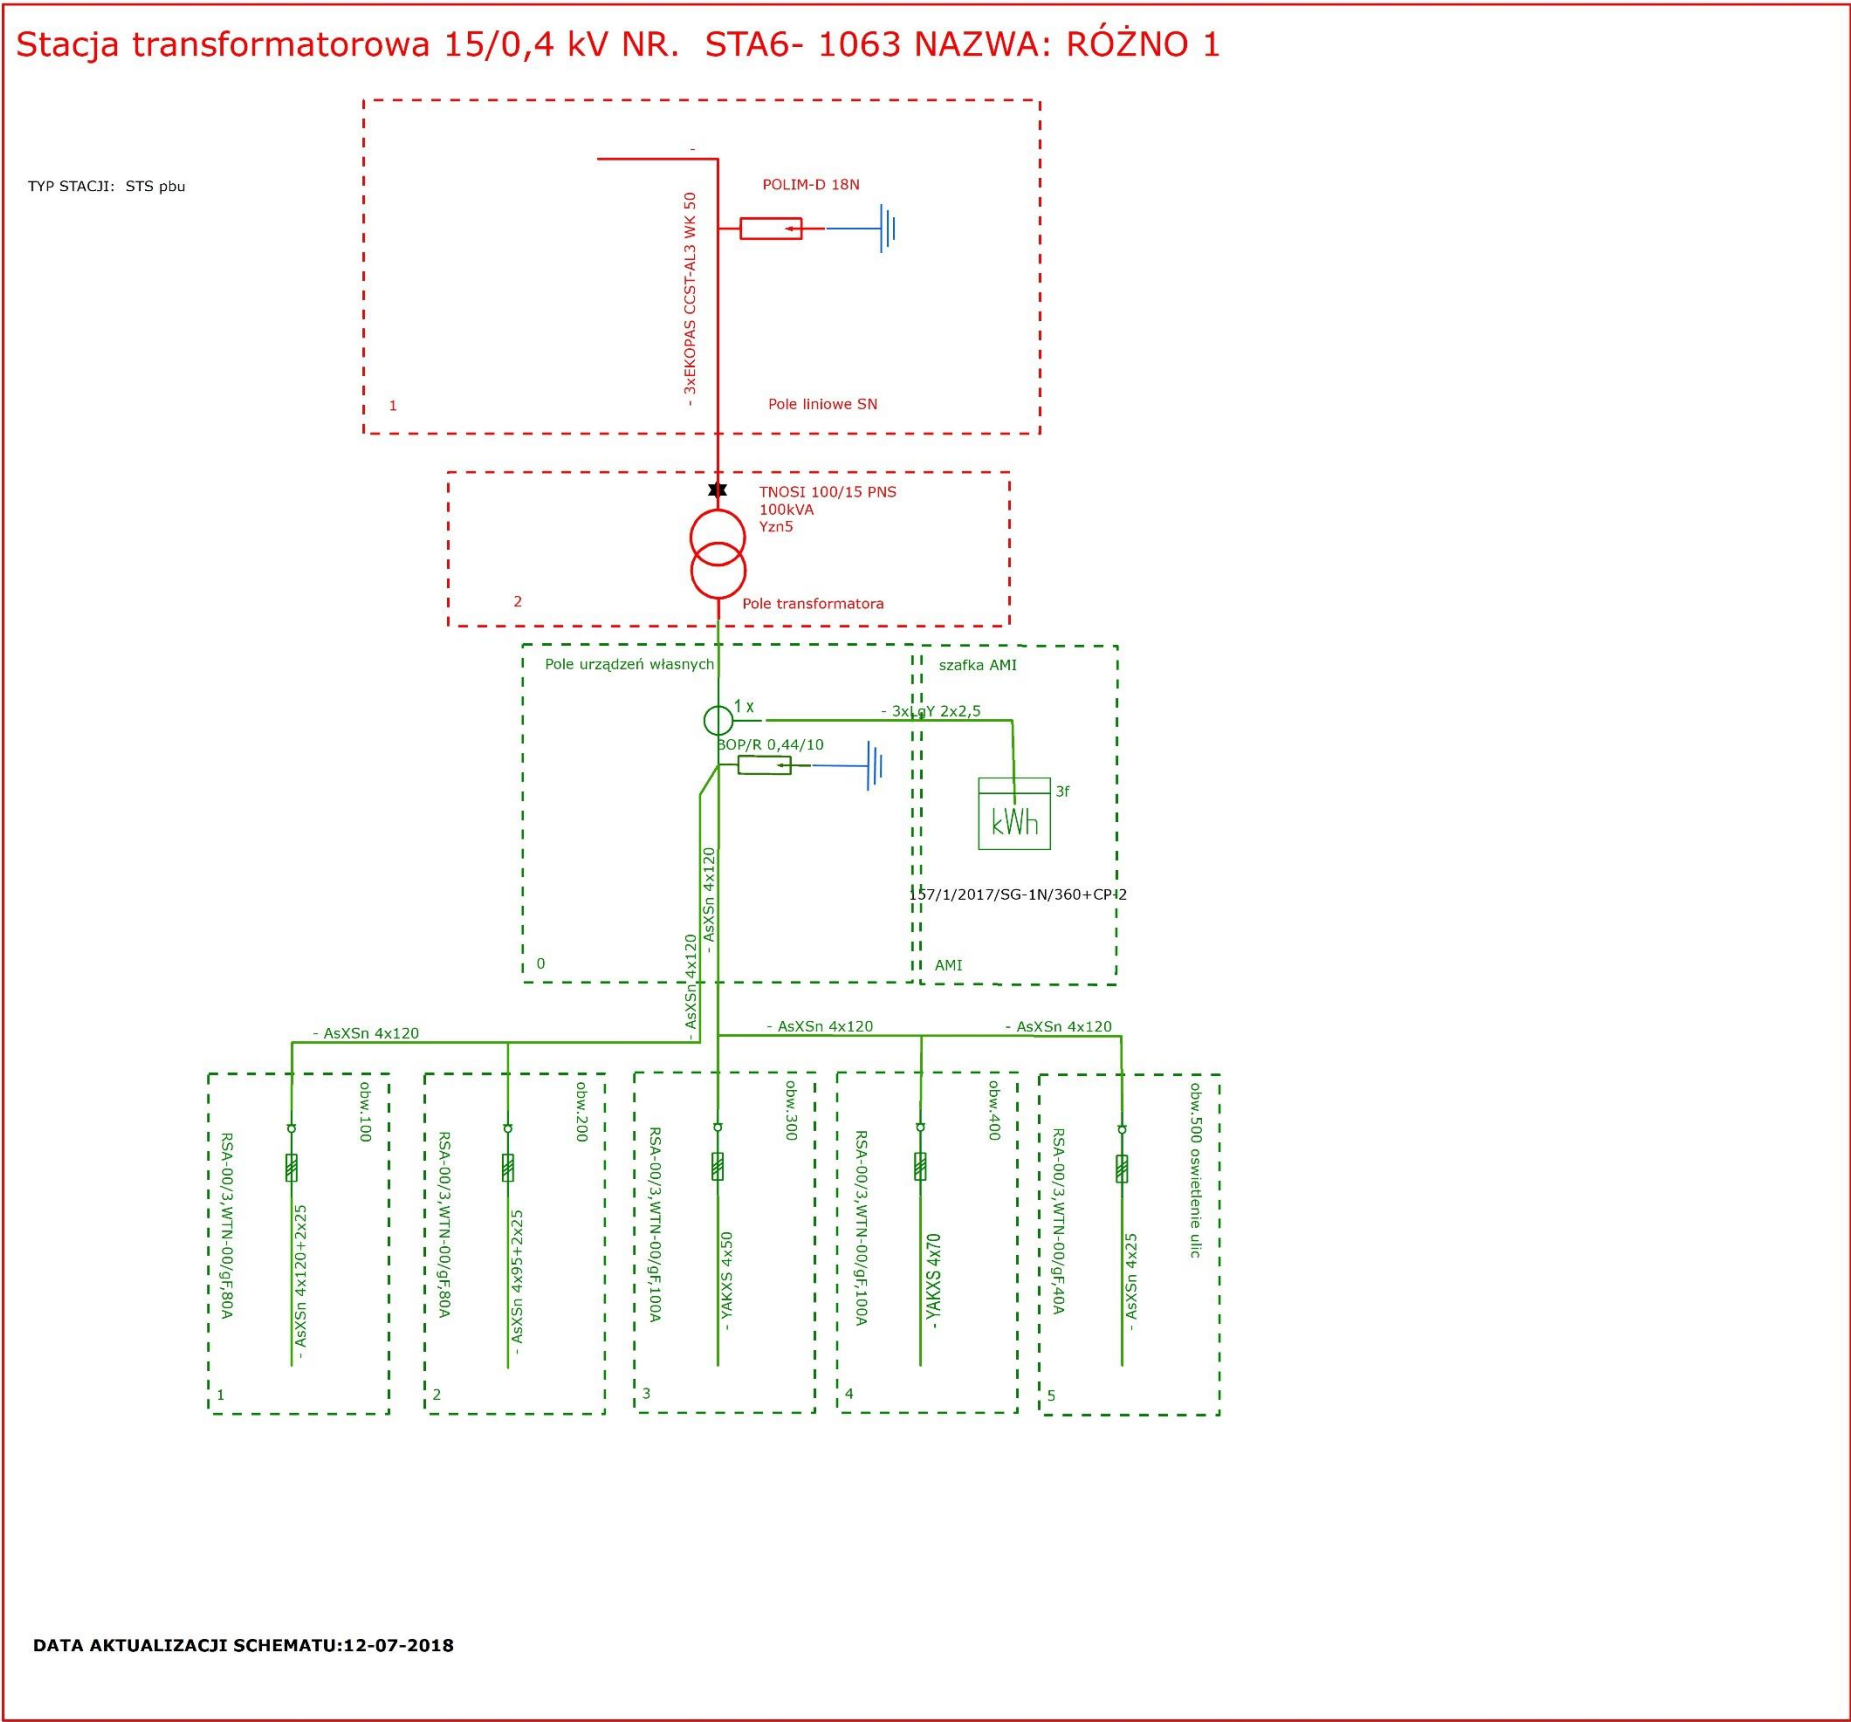 Stacja transformatorowa 15/0,4 kV NR. STA6- 1063 NAZWA: RÓŻNO 1
TYP STACJI: STS pbu
-
POLIM-D 18N
- 3xEKOPAS CCST-AL3 WK 50
1
Pole liniowe SN
TNOSI 100/15 PNS
100kVA
Yzn5
2
Pole transformatora
Pole urządzeń własnych
szafka AMI
1 x
- 3xLgY 2x2,5
BOP/R 0,44/10
3f
kWh
157/1/2017/SG-1N/360+CP-2
- AsXSn 4x120
- AsXSn 4x120
0
AMI
- AsXSn 4x120
- AsXSn 4x120
- AsXSn 4x120
obw.100
RSA-00/3,WTN-00/gF,80A
- AsXSn 4x120+2x25
1
obw.200
RSA-00/3,WTN-00/gF,80A
- AsXSn 4x95+2x25
2
obw.300
RSA-00/3,WTN-00/gF,100A
- YAKXS 4x50
3
obw.400
RSA-00/3,WTN-00/gF,100A
- YAKXS 4x70
4
obw.500 oswietlenie ulic
RSA-00/3,WTN-00/gF,40A
- AsXSn 4x25
5
DATA AKTUALIZACJI SCHEMATU:12-07-2018